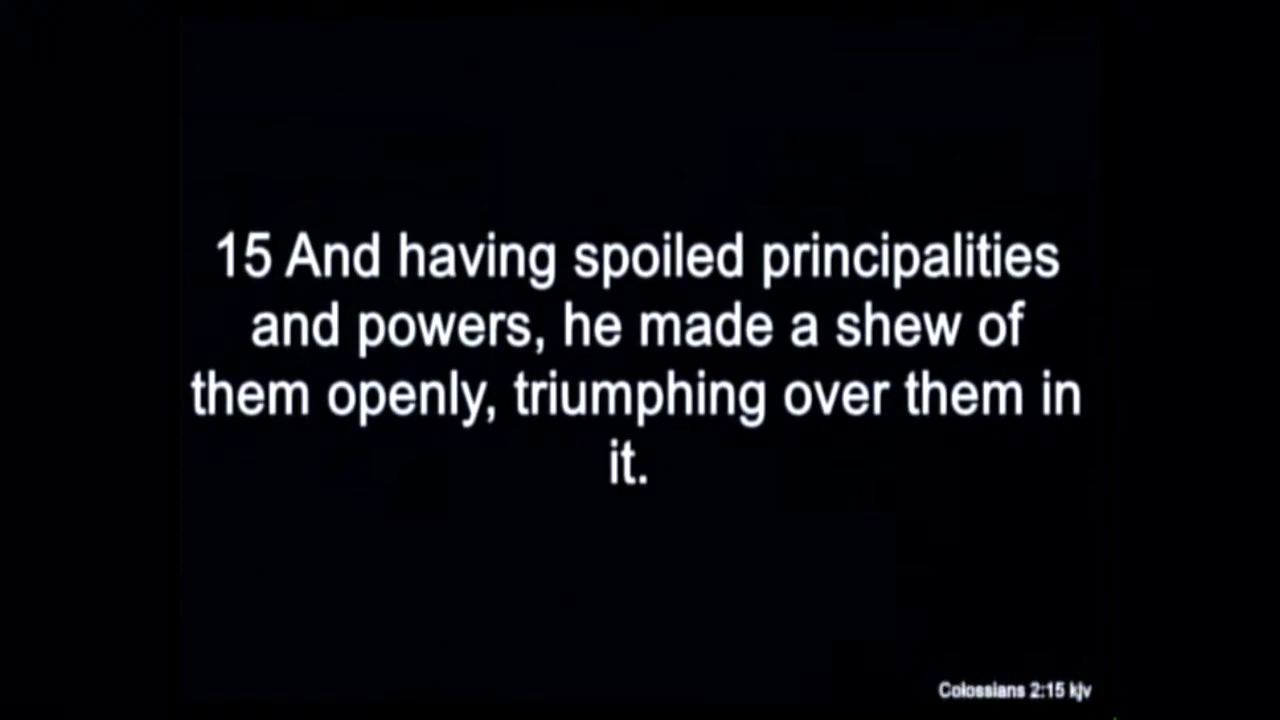 15 And having spoiled principalities
and powers, he made a shew of
them openly, triumphing over them in
it.
Colossians 2:15 kjv